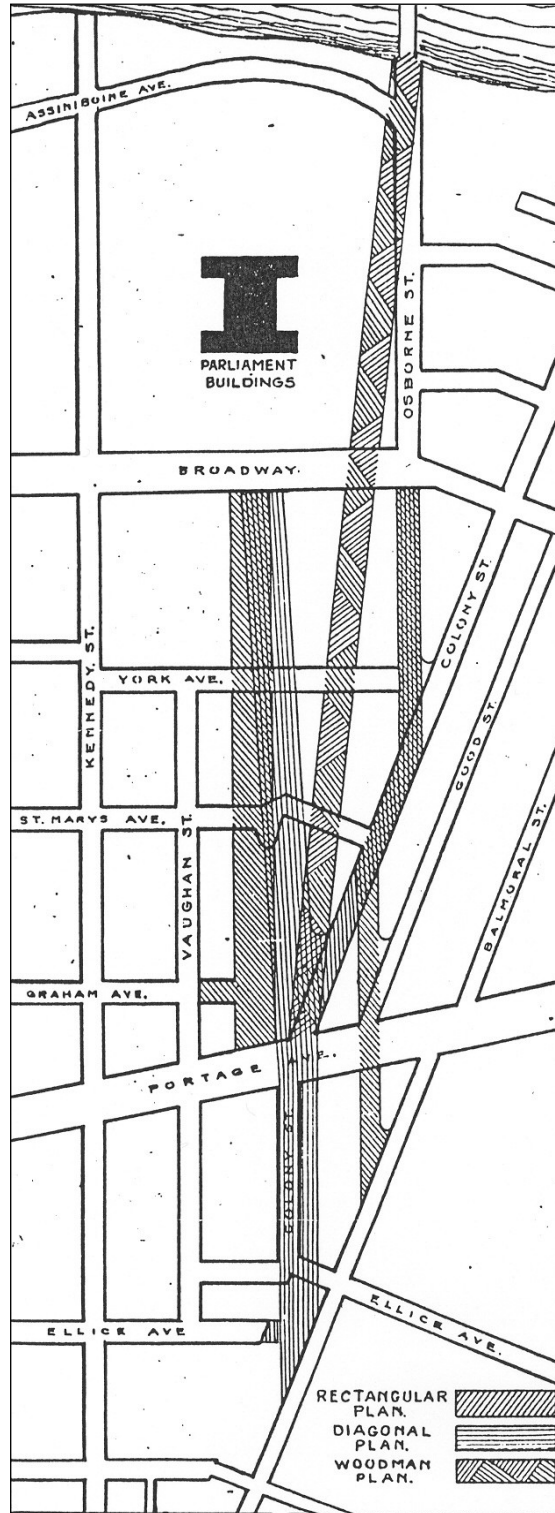 ASSINIBOINE AVE.
PARLIAMENT
BUILDINGS
OSBORNE ST.
BROADWAY.
COLONY ST.
KENNEDY. ST.
YORK AVE.
GOOD ST.
ST. MARYS AVE.
VAUGHAN ST.
BALMORAL ST.
GRAHAM AVE.
PORTAGE AVE.
COLONY ST.
ELLICE AVE
ELLICE AVE.
RECTANGULAR
PLAN.
DIAGONAL
PLAN.
WOODMAN
PLAN.